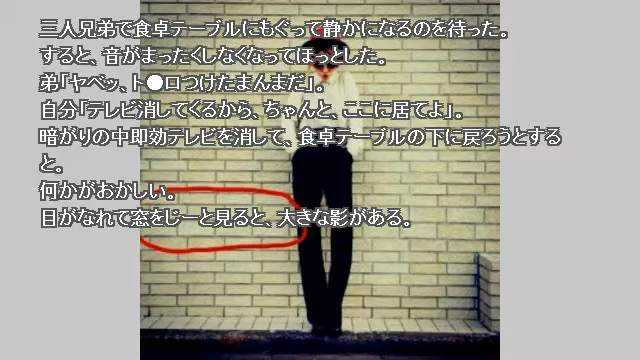 三人兄弟で食卓テーブルにもぐって静かになるのを待った。
すると、音がまったくしなくなってほっとした。
弟「ヤベッ、ト●ロつけたまんまだ」。
自分「テレビ消してくるから、ちゃんと、ここに居てよ」。
暗がりの中即効テレビを消して、食卓テーブルの下に戻ろうとする
と。
何かがおかしい。
目がなれて窓をじーと見ると、大きな影がある。